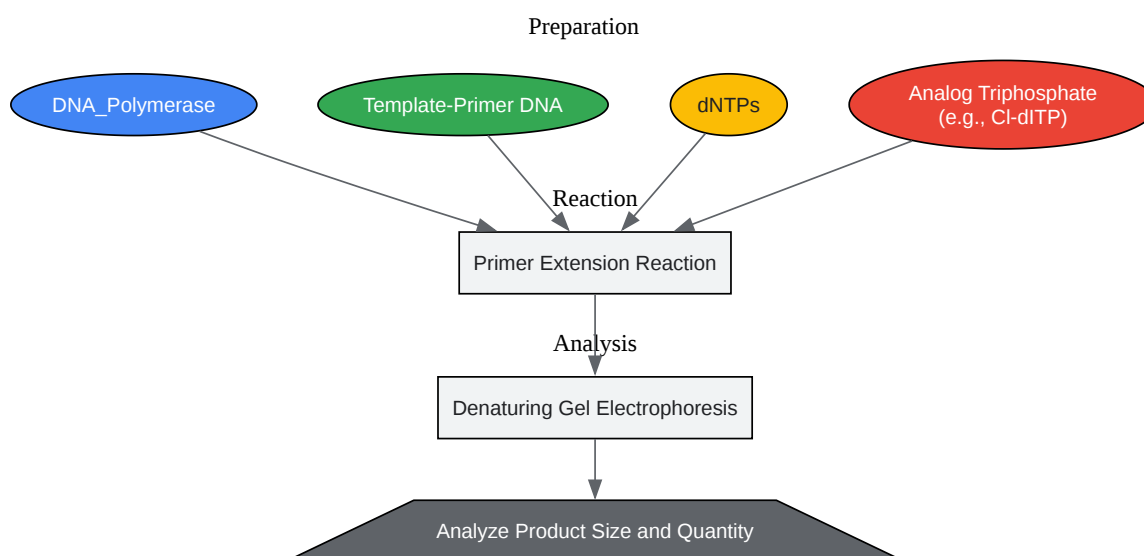 Preparation
DNA_Polymerase
Template-Primer DNA
dNTPs
Analog Triphosphate
(e.g., Cl-dITP)
Reaction
Primer Extension Reaction
Analysis
Denaturing Gel Electrophoresis
Analyze Product Size and Quantity